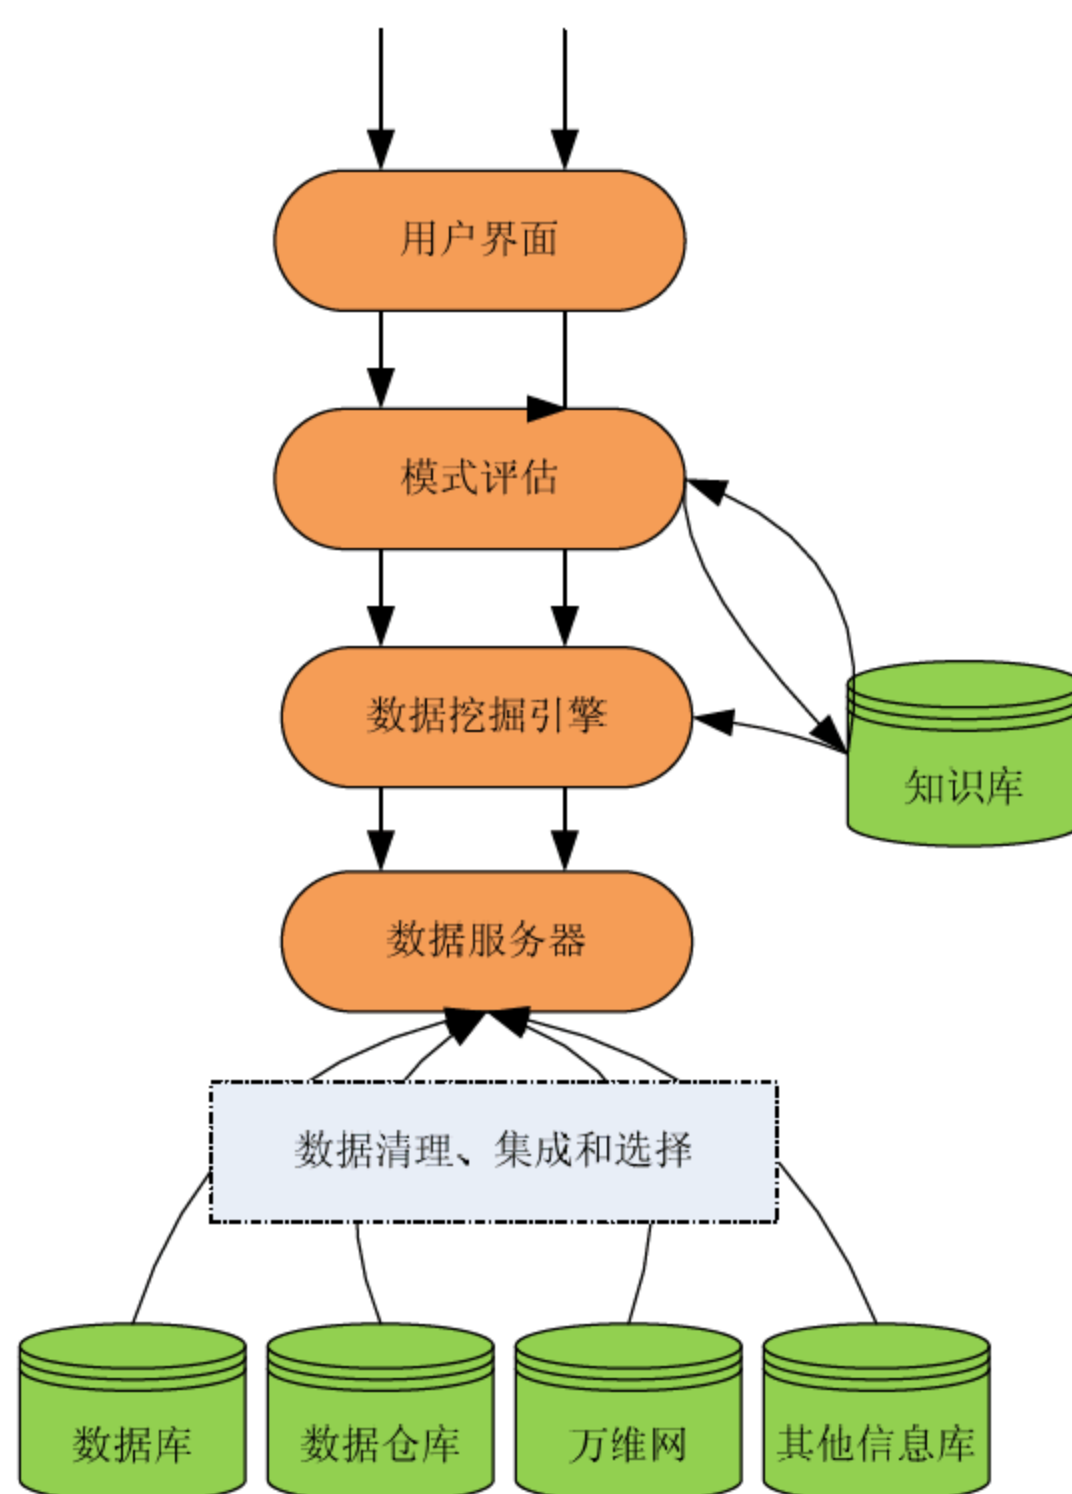 用户界面
模式评估
数据挖掘引擎
知识库
数据服务器
数据清理、集成和选择
数据库
数据仓库
万维网
其他信息库